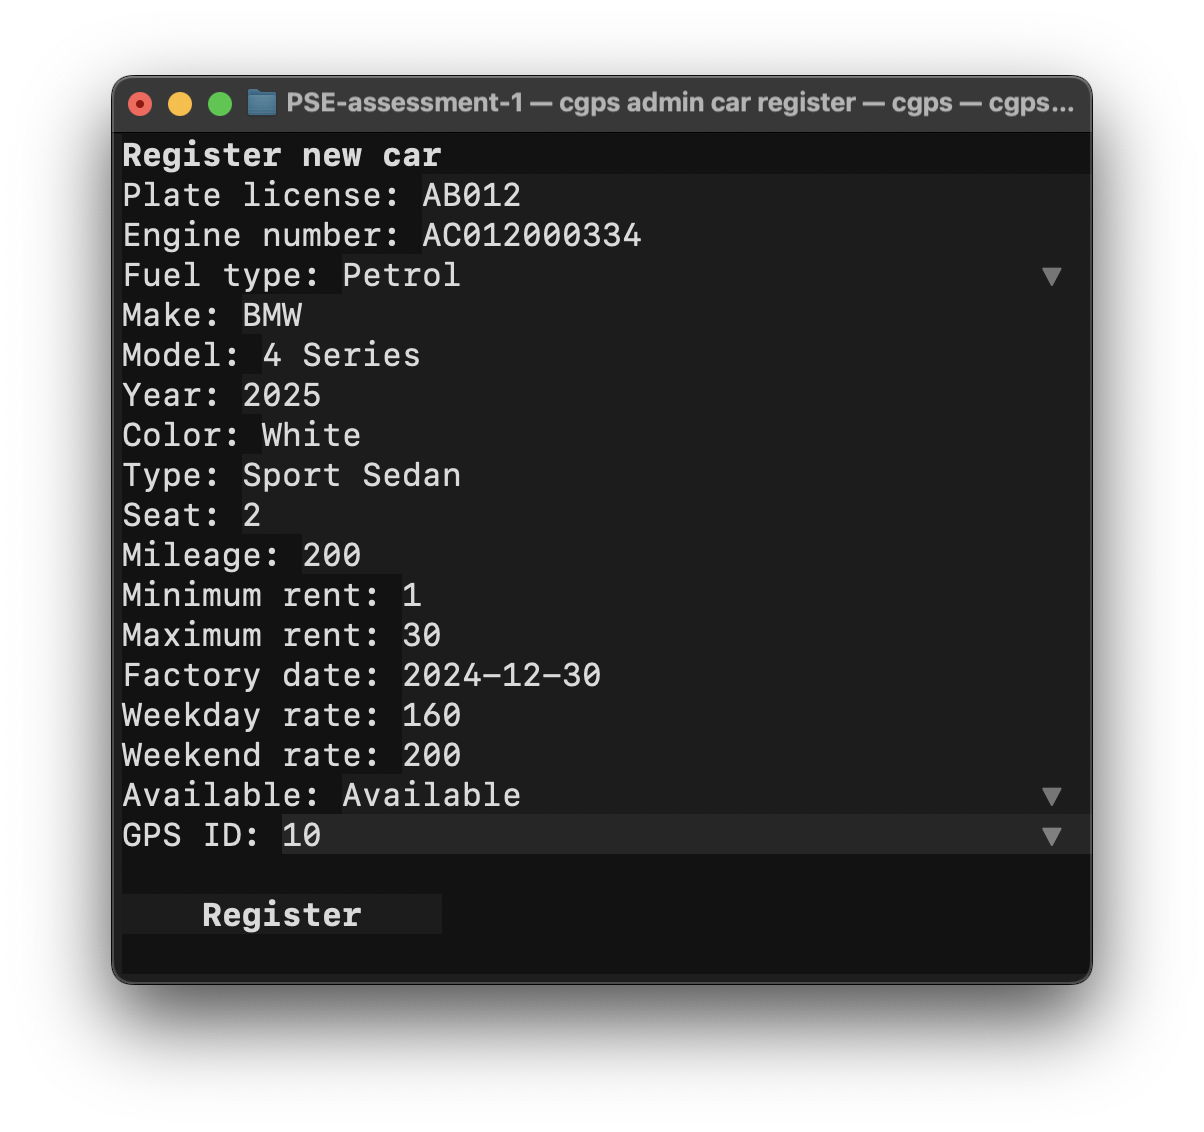 PSE-assessment-1 — cgps admin car register — cgps — cgps...
Register new car
Plate license: AB012
Engine number: AC012000334
Fuel type: Petrol ▼
Make: BMW
Model: 4 Series
Year: 2025
Color: White
Type: Sport Sedan
Seat: 2
Mileage: 200
Minimum rent: 1
Maximum rent: 30
Factory date: 2024-12-30
Weekday rate: 160
Weekend rate: 200
Available: Available ▼
GPS ID: 10 ▼
Register